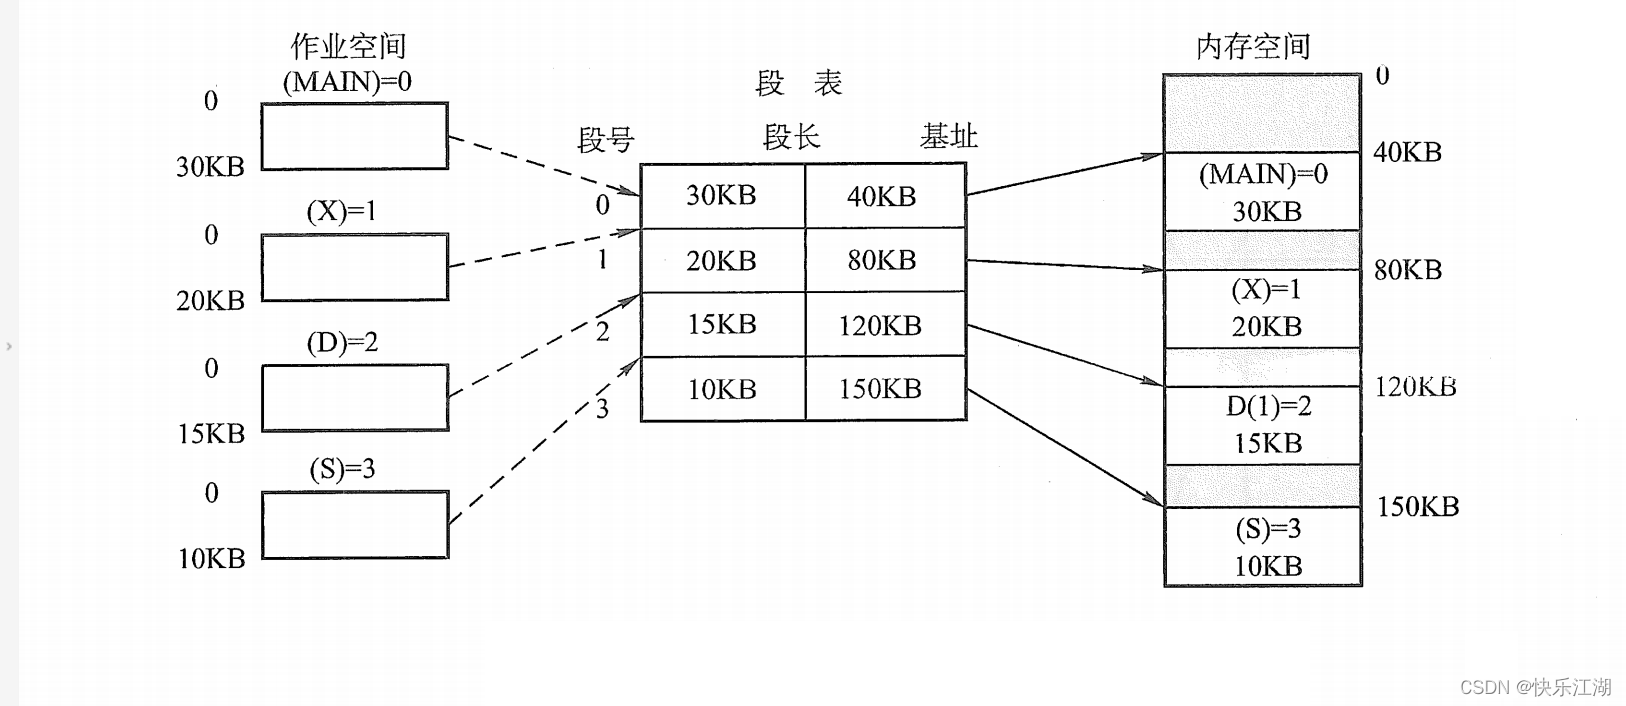 作业空间
(MAIN)=0
0
30KB
(X)=1
0
20KB
(D)=2
0
15KB
(S)=3
0
10KB
段 表
段号 段长 基址
0 30KB 40KB
1 20KB 80KB
2 15KB 120KB
3 10KB 150KB
内存空间
0
40KB
(MAIN)=0
30KB
80KB
(X)=1
20KB
120KB
D(1)=2
15KB
150KB
(S)=3
10KB
CSDN @快乐江湖